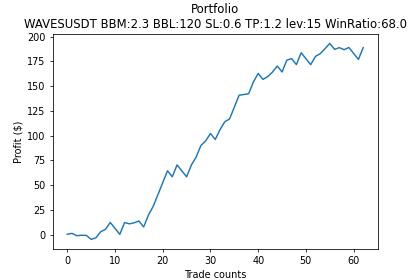 Portfolio
WAVESUSDT BBM:2.3 BBL:120 SL:0.6 TP:1.2 lev:15 WinRatio:68.0
200
175
150
125
100
75
50
25
0
Profit ($)
0 10 20 30 40 50 60
Trade counts